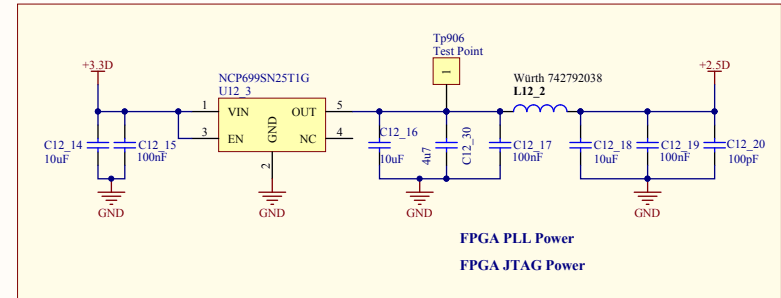 Tp906
Test Point
1
+3.3D
NCP699SN25T1G
U12_3
Würth 742792038
L12_2
+2.5D
1
VIN
OUT
5
3
EN
GND
NC
4
2
C12_14
10uF
C12_15
100nF
C12_16
10uF
4u7
C12_30
C12_17
100nF
C12_18
10uF
C12_19
100nF
C12_20
100pF
GND
GND
GND
GND
FPGA PLL Power
FPGA JTAG Power